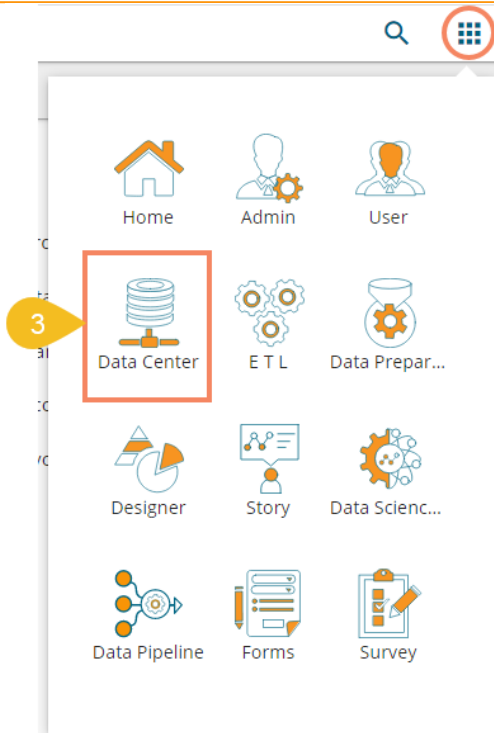 Home Admin User
3
Data Center E T L Data Prepar...
Designer Story Data Scienc...
Data Pipeline Forms Survey